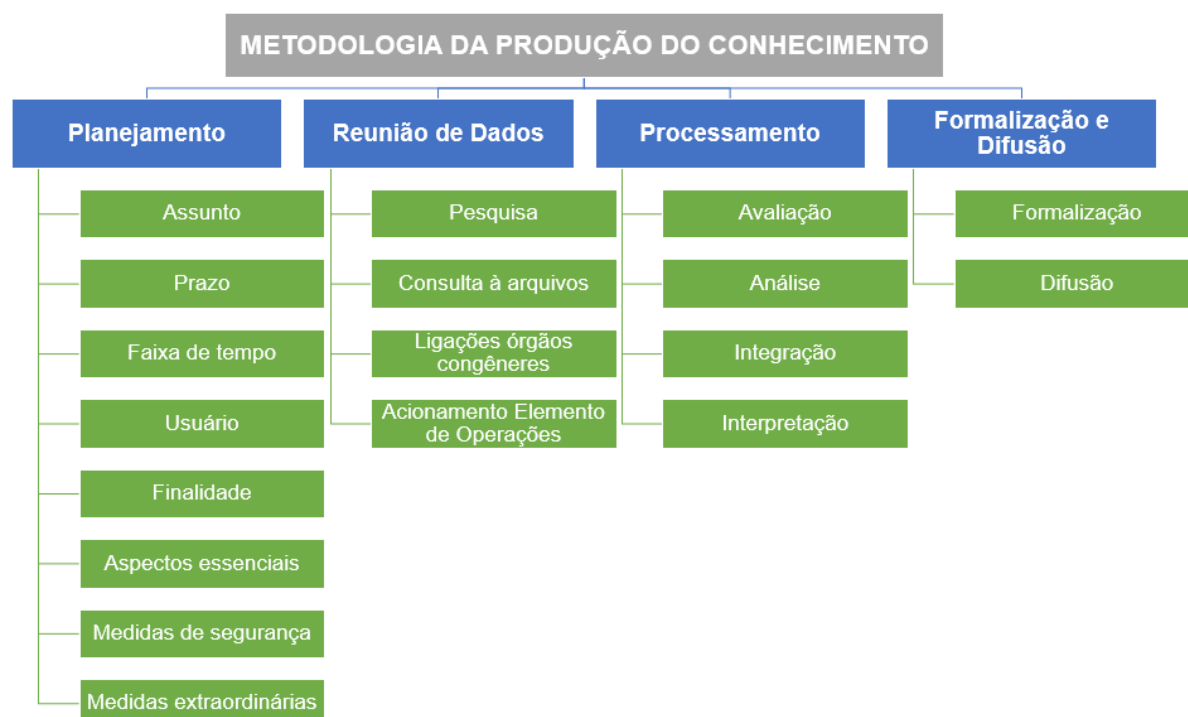 METODOLOGIA DA PRODUÇÃO DO CONHECIMENTO
Planejamento
Assunto
Prazo
Faixa de tempo
Usuário
Finalidade
Aspectos essenciais
Medidas de segurança
Medidas extraordinárias
Reunião de Dados
Pesquisa
Consulta à arquivos
Ligações órgãos
congêneres
Acionamento Elemento
de Operações
Processamento
Avaliação
Análise
Integração
Interpretação
Formalização e
Difusão
Formalização
Difusão